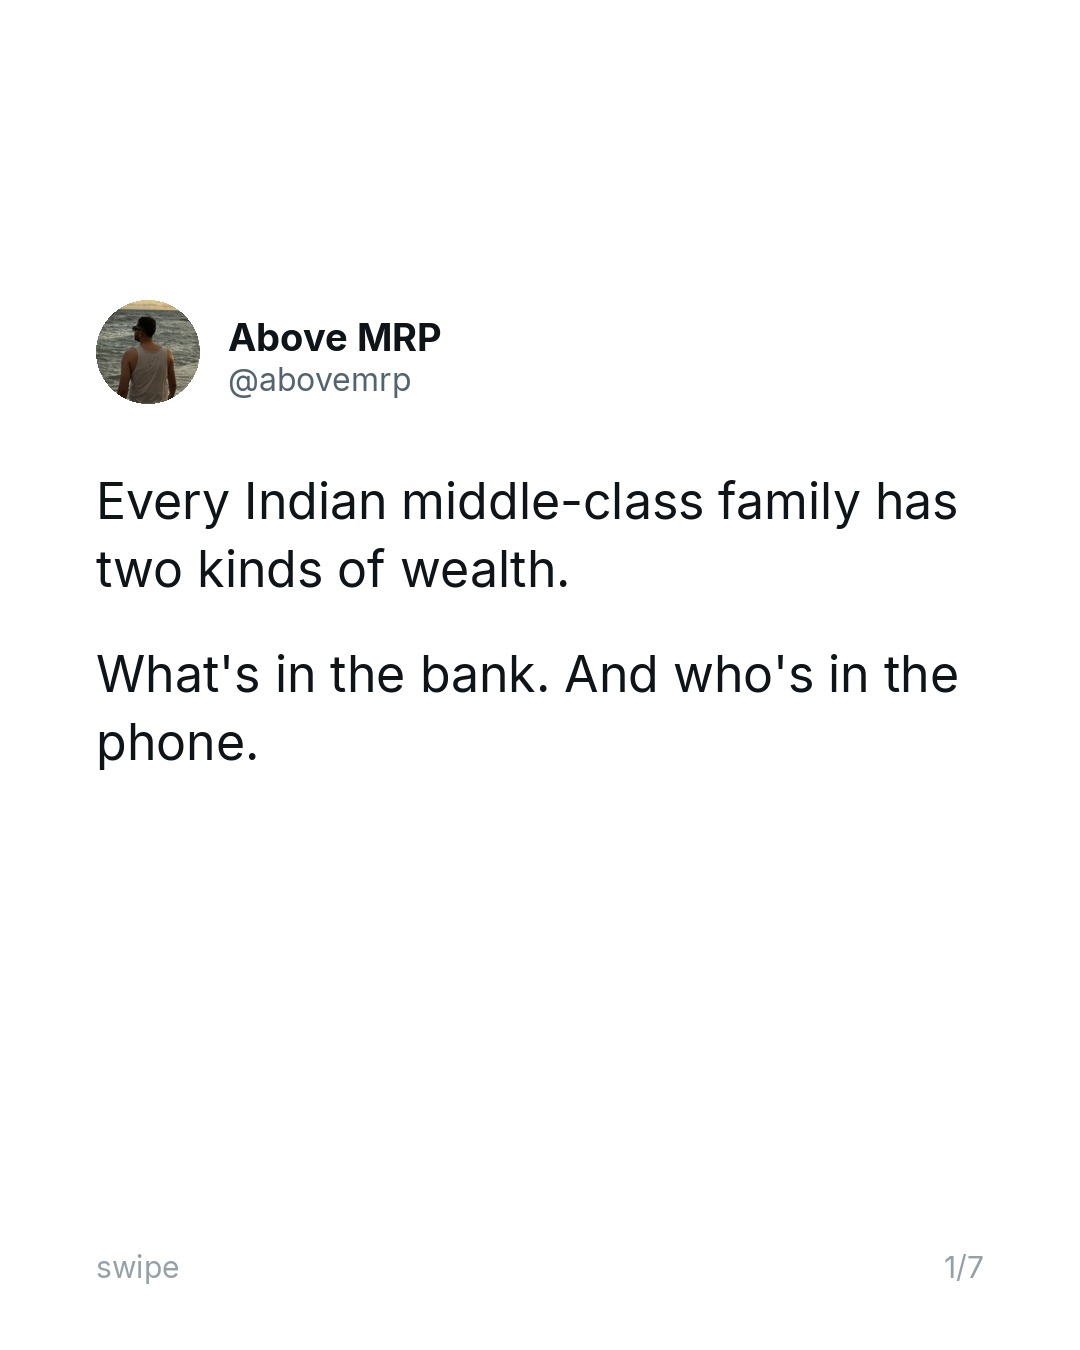 Above MRP
@abovemrp
Every Indian middle-class family has
two kinds of wealth.
What's in the bank. And who's in the
phone.
swipe
1/7